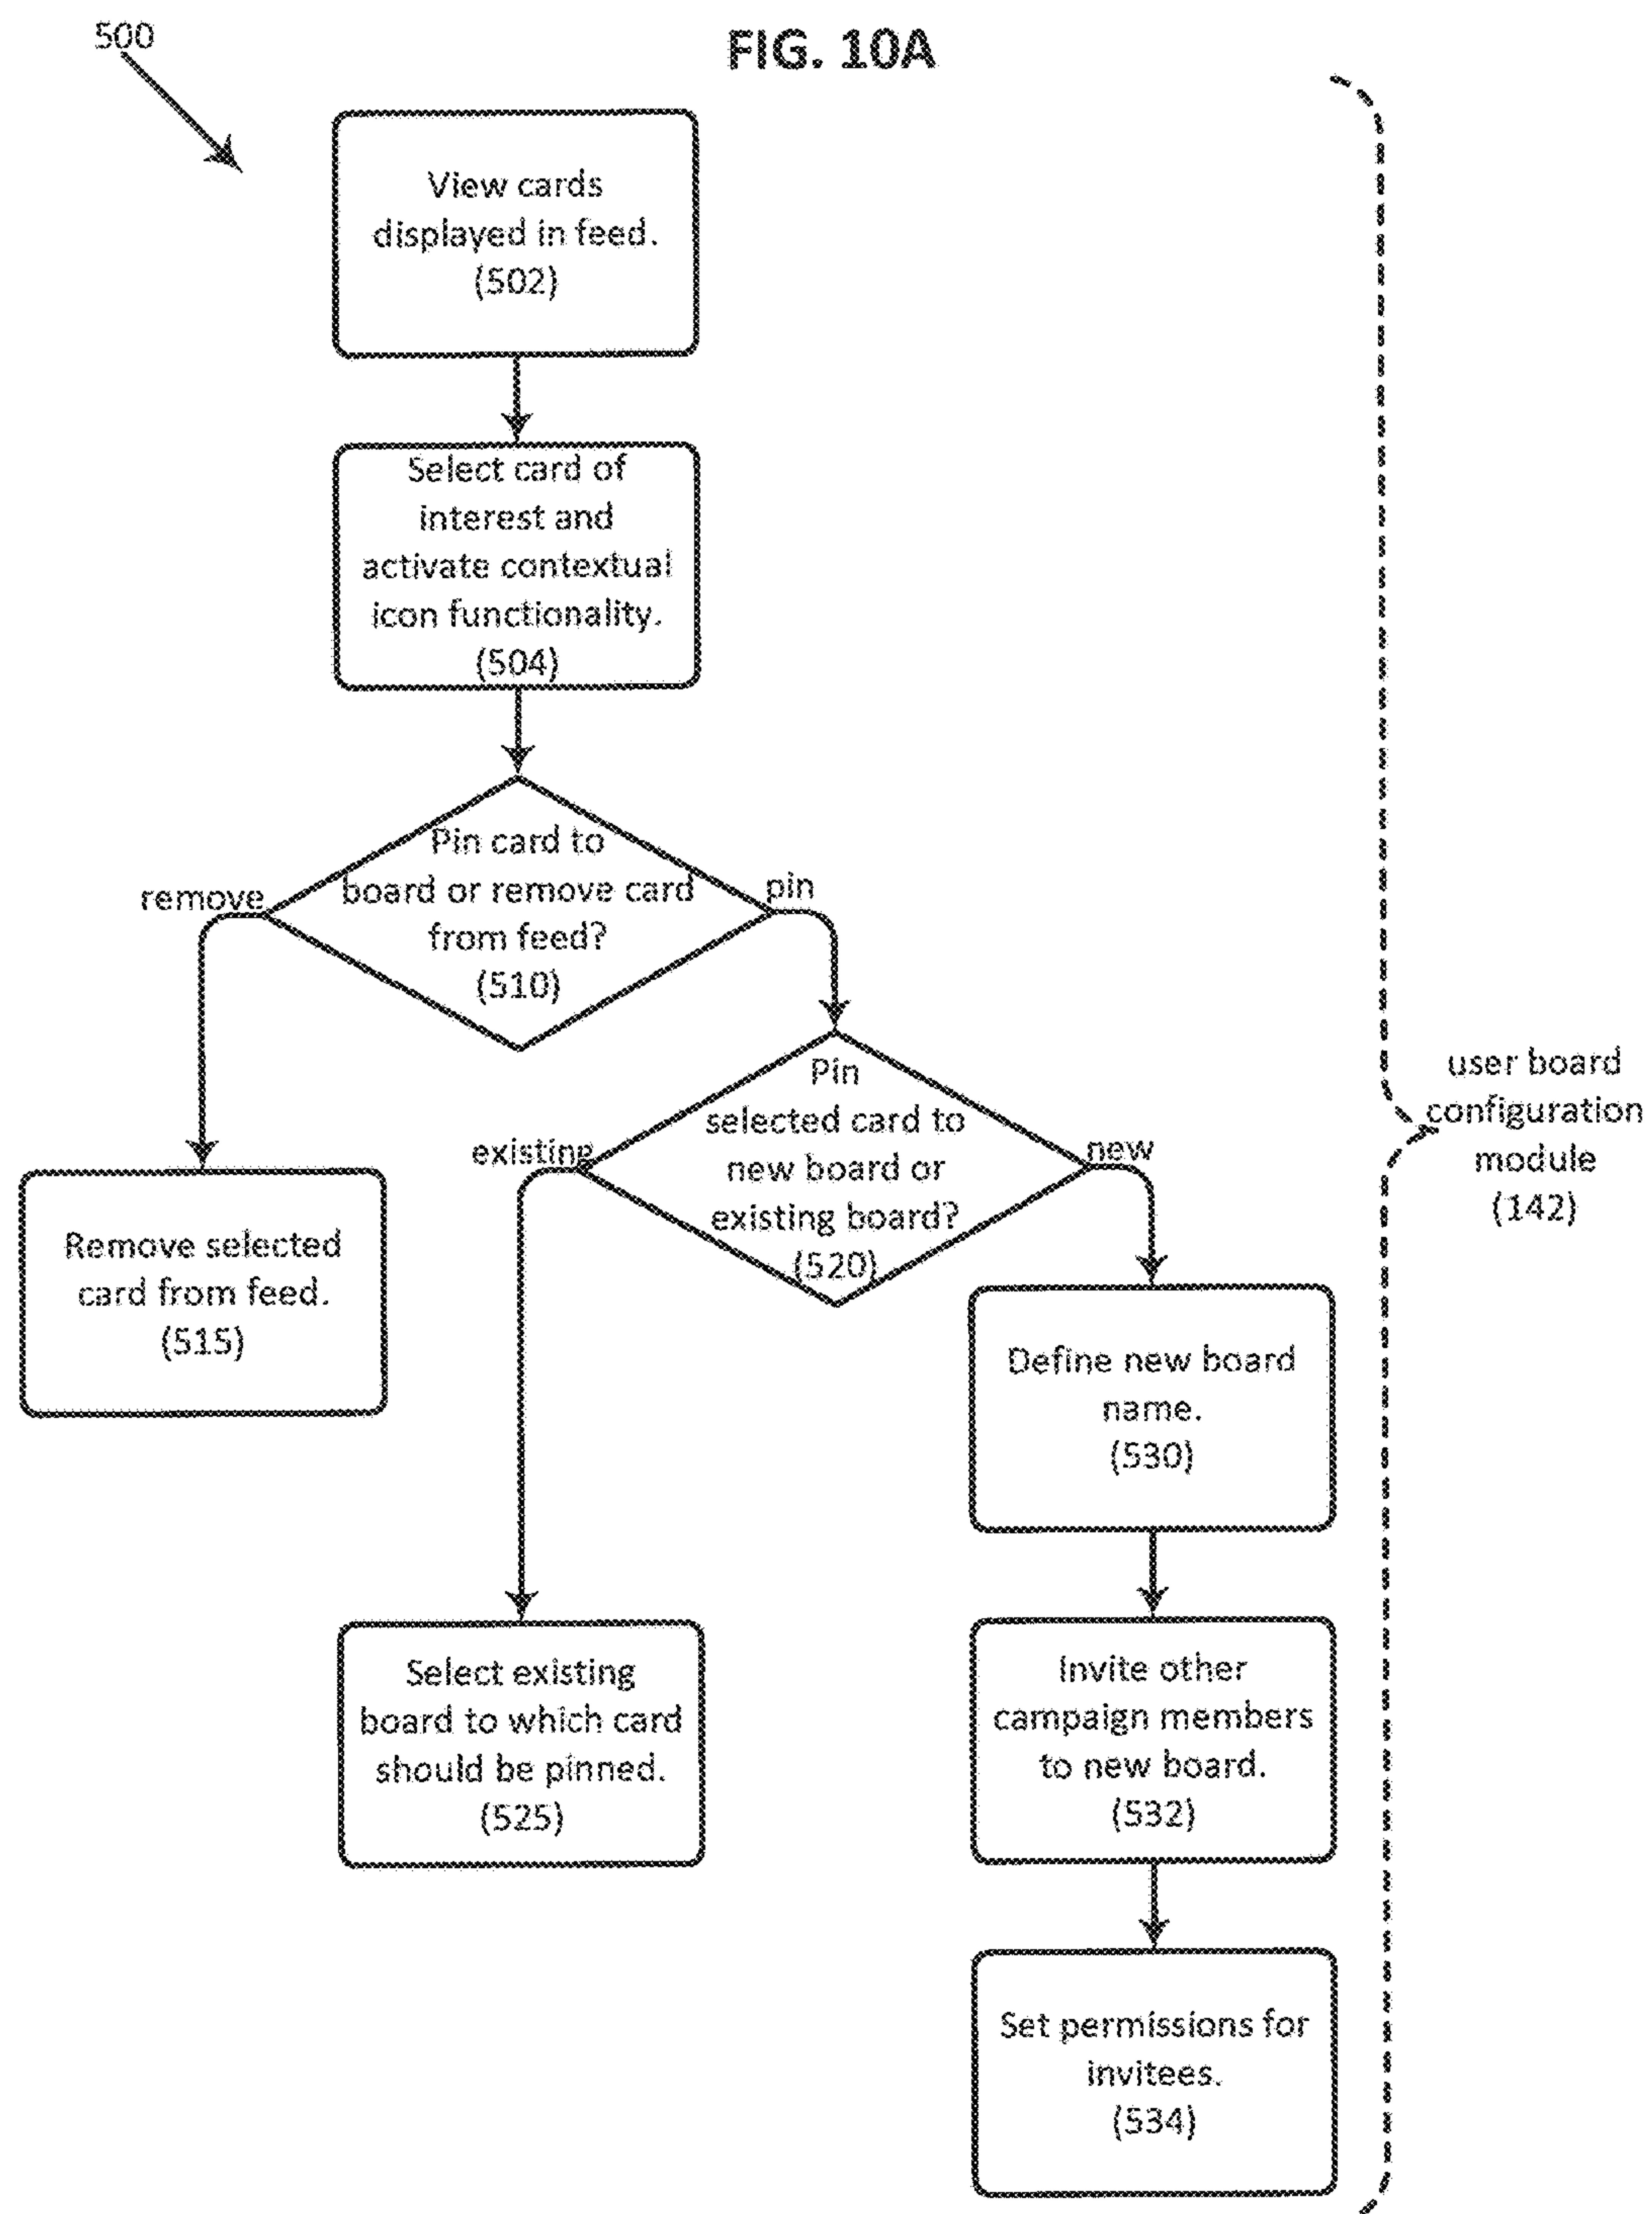 500
FIG. 10A
View cards
displayed in feed.
(502)
Select card of
interest and
activate contextual
icon functionality.
(504)
Pin card to
board or remove card
from feed?
(510)
remove
pin
Pin
selected card to
new board or
existing board?
(520)
existing
new
Remove selected
card from feed.
(515)
Define new board
name.
(530)
Select existing
board to which card
should be pinned.
(525)
Invite other
campaign members
to new board.
(532)
Set permissions for
invitees.
(534)
user board
configuration
module
(142)